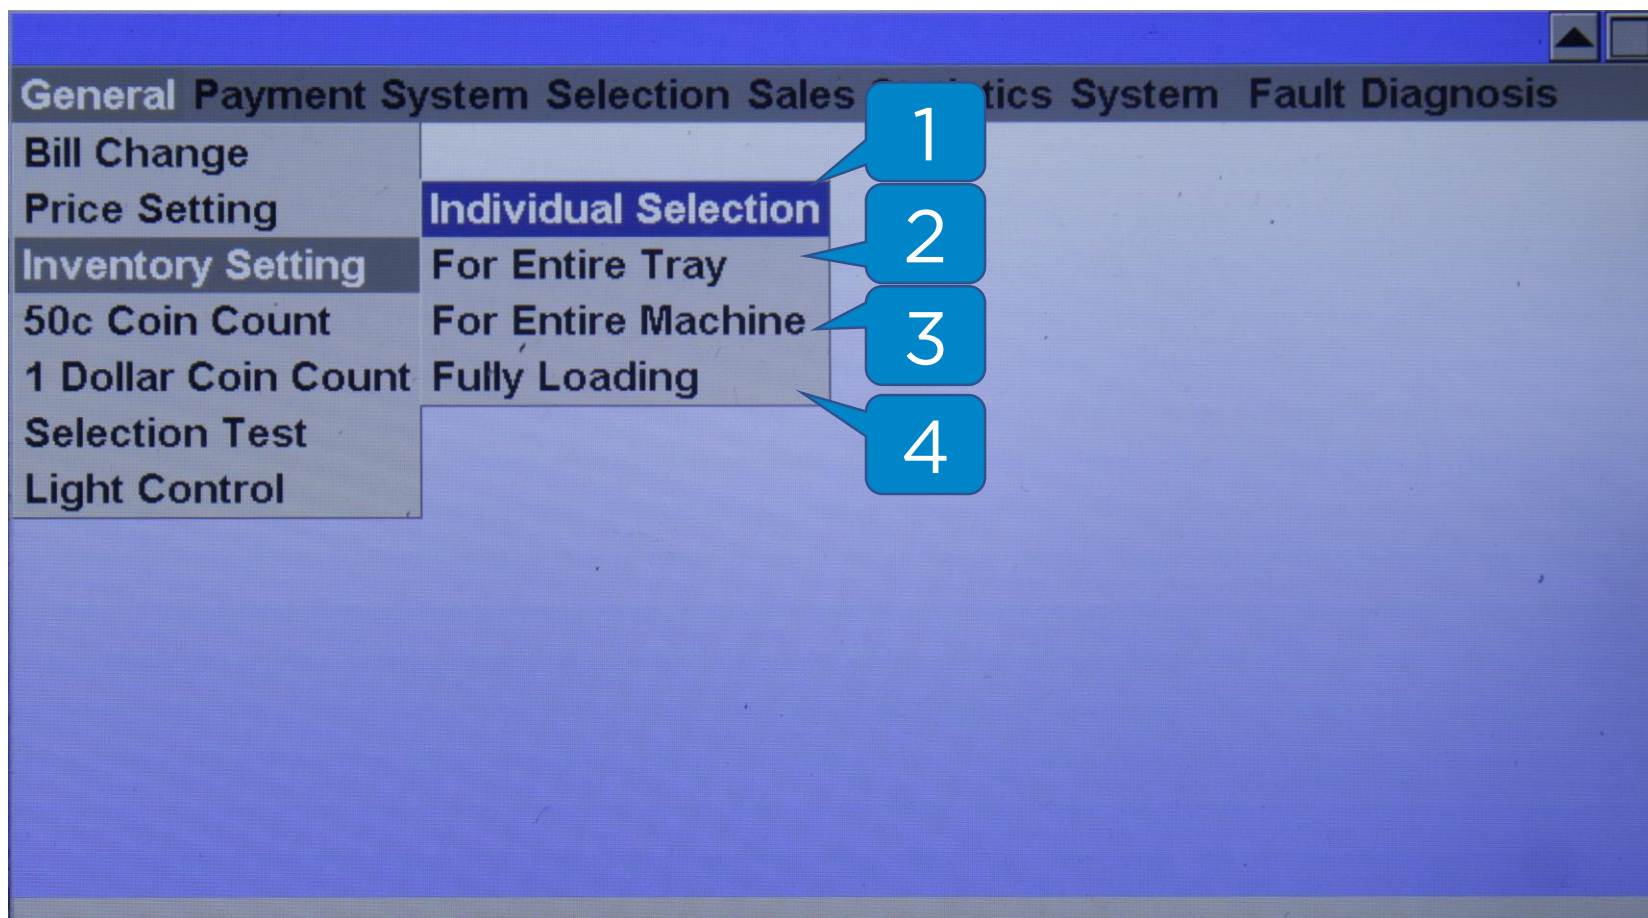 General Payment System Selection Sales tics System Fault Diagnosis
Bill Change
Price Setting
Inventory Setting
50c Coin Count
1 Dollar Coin Count
Selection Test
Light Control
Individual Selection
For Entire Tray
For Entire Machine
Fully Loading
1
2
3
4